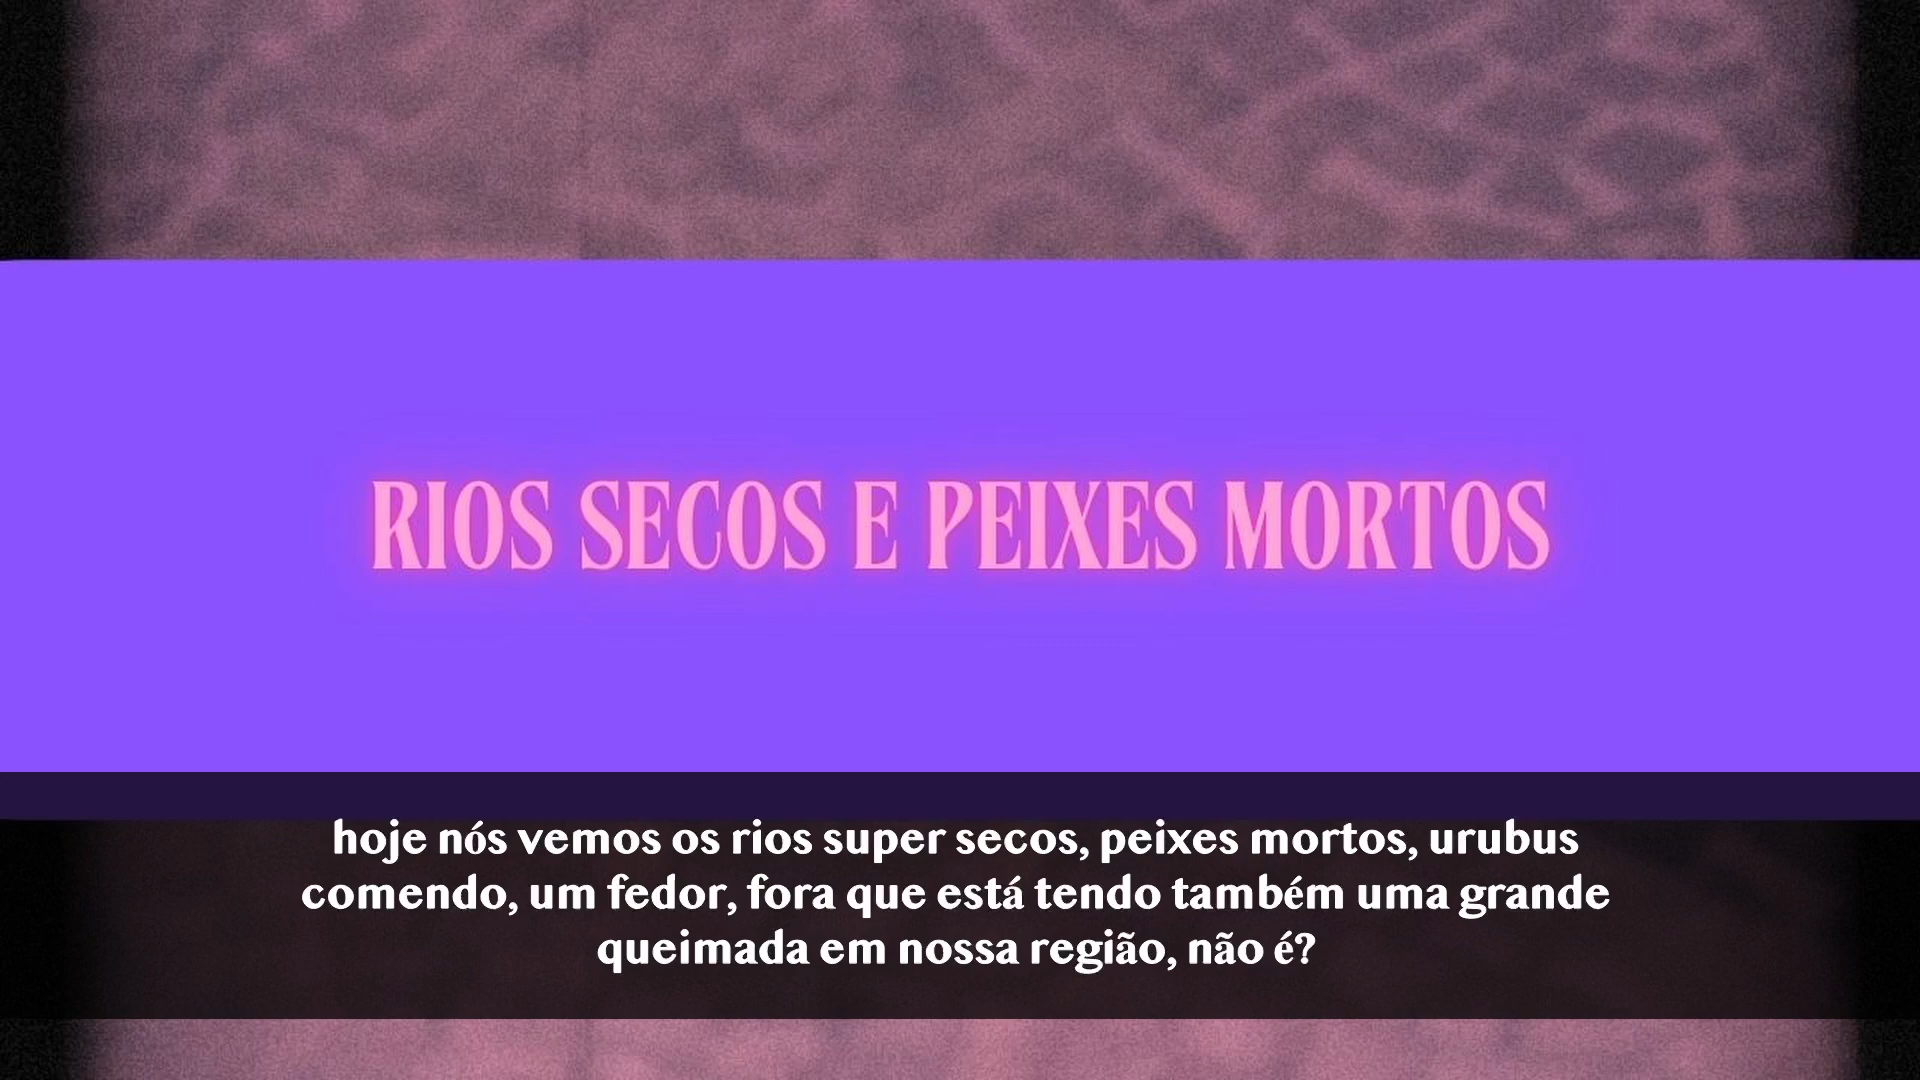 RIOS SECOS E PEIXES MORTOS
hoje nós vemos os rios super secos, peixes mortos, urubus
comendo, um fedor, fora que está tendo também uma grande
queimada em nossa região, não é?